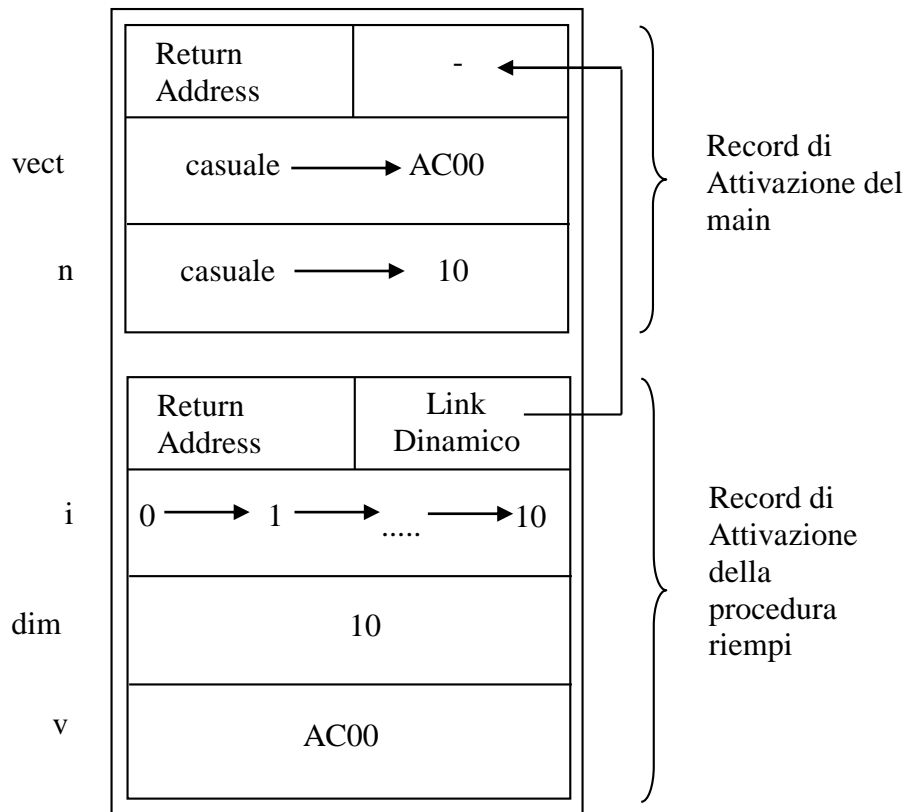 Return
Address
-
vect
casuale
AC00
n
casuale
10
Record di
Attivazione del
main
Return
Address
Link
Dinamico
i
0
1
.....
10
dim
10
v
AC00
Record di
Attivazione
della
procedura
riempi